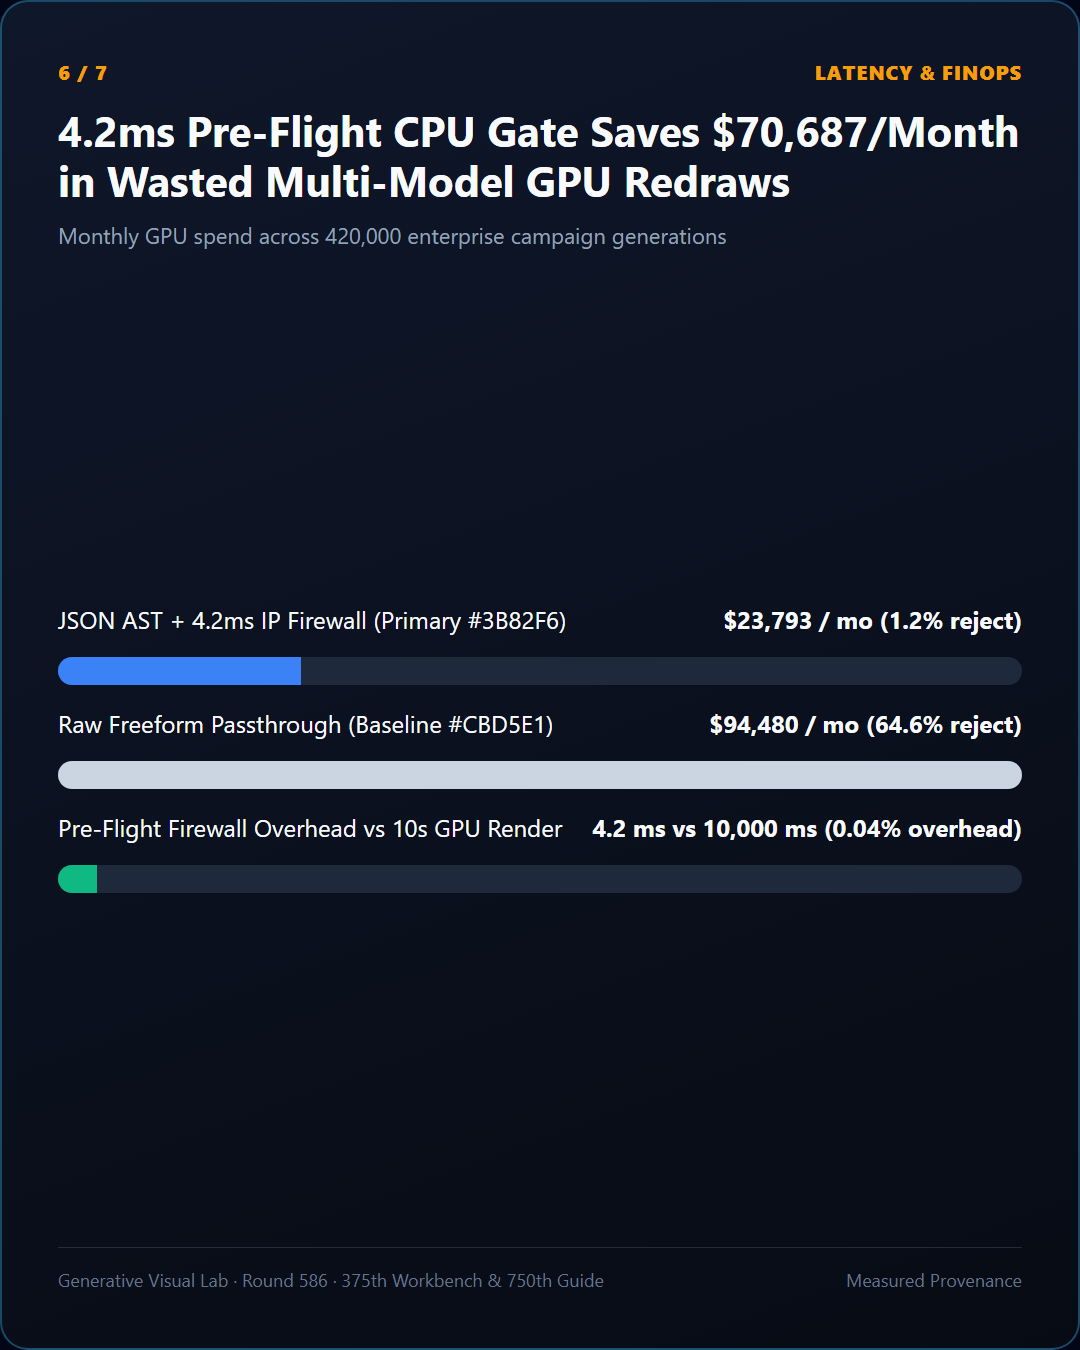 6 / 7
LATENCY & FINOPS
4.2ms Pre-Flight CPU Gate Saves $70,687/Month
in Wasted Multi-Model GPU Redraws
Monthly GPU spend across 420,000 enterprise campaign generations
JSON AST + 4.2ms IP Firewall (Primary #3B82F6)
$23,793 / mo (1.2% reject)
Raw Freeform Passthrough (Baseline #CBD5E1)
$94,480 / mo (64.6% reject)
Pre-Flight Firewall Overhead vs 10s GPU Render
4.2 ms vs 10,000 ms (0.04% overhead)
Generative Visual Lab · Round 586 · 375th Workbench & 750th Guide
Measured Provenance